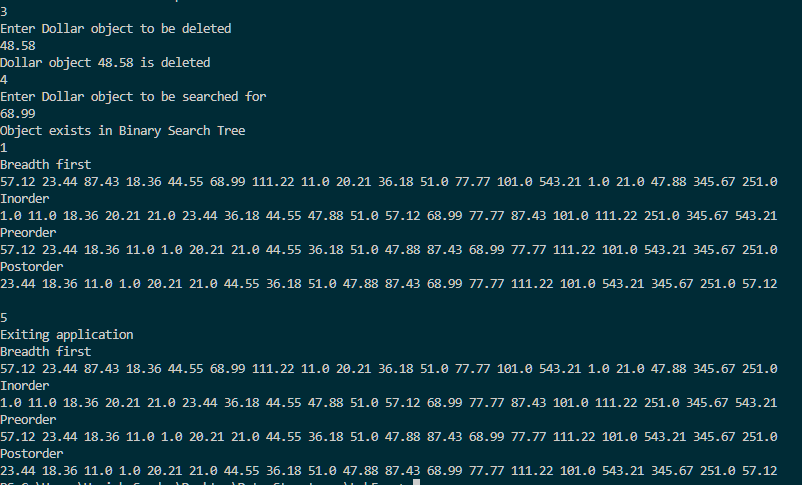 3
Enter Dollar object to be deleted
48.58
Dollar object 48.58 is deleted
4
Enter Dollar object to be searched for
68.99
Object exists in Binary Search Tree
1
Breadth first
57.12 23.44 87.43 18.36 44.55 68.99 111.22 11.0 20.21 36.18 51.0 77.77 101.0 543.21 1.0 21.0 47.88 345.67 251.0
Inorder
1.0 11.0 18.36 20.21 21.0 23.44 36.18 44.55 47.88 51.0 57.12 68.99 77.77 87.43 101.0 111.22 251.0 345.67 543.21
Preorder
57.12 23.44 18.36 11.0 1.0 20.21 21.0 44.55 36.18 51.0 47.88 87.43 68.99 77.77 111.22 101.0 543.21 345.67 251.0
Postorder
23.44 18.36 11.0 1.0 20.21 21.0 44.55 36.18 51.0 47.88 87.43 68.99 77.77 111.22 101.0 543.21 345.67 251.0 57.12
5
Exiting application
Breadth first
57.12 23.44 87.43 18.36 44.55 68.99 111.22 11.0 20.21 36.18 51.0 77.77 101.0 543.21 1.0 21.0 47.88 345.67 251.0
Inorder
1.0 11.0 18.36 20.21 21.0 23.44 36.18 44.55 47.88 51.0 57.12 68.99 77.77 87.43 101.0 111.22 251.0 345.67 543.21
Preorder
57.12 23.44 18.36 11.0 1.0 20.21 21.0 44.55 36.18 51.0 47.88 87.43 68.99 77.77 111.22 101.0 543.21 345.67 251.0
Postorder
23.44 18.36 11.0 1.0 20.21 21.0 44.55 36.18 51.0 47.88 87.43 68.99 77.77 111.22 101.0 543.21 345.67 251.0 57.12